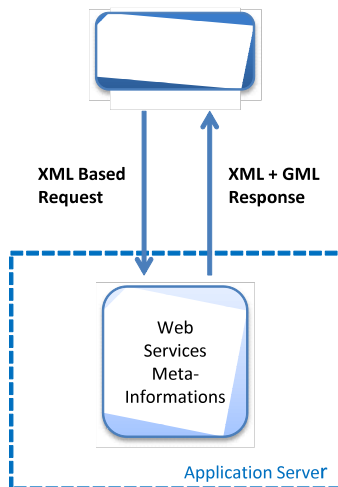 XML Based
Request
XML + GML
Response
Web
Services
Meta-
Informations
Application Server